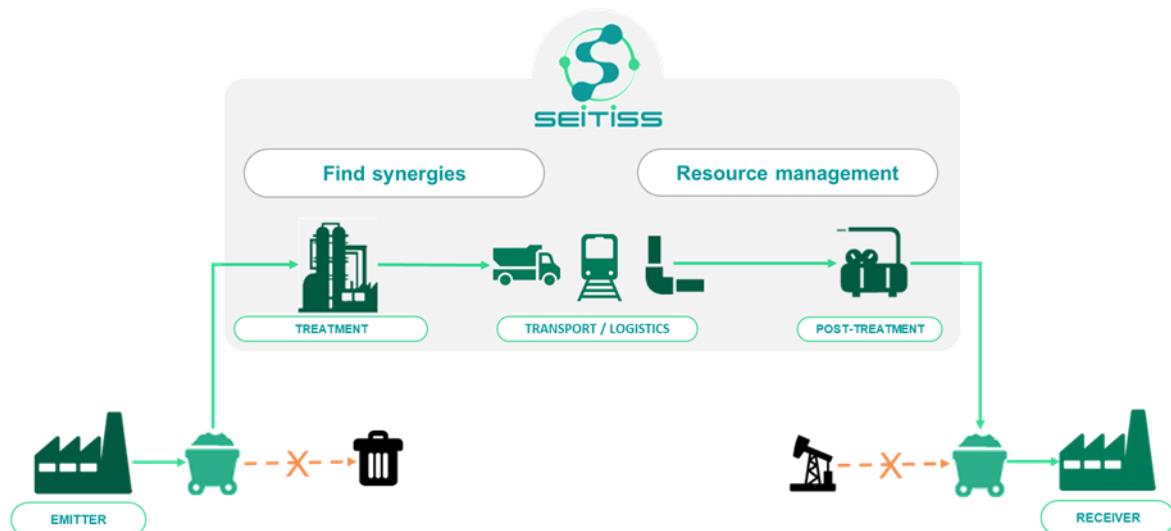 SEITISS
Find synergies
Resource management
TREATMENT
TRANSPORT / LOGISTICS
POST-TREATMENT
EMITTER
RECEIVER